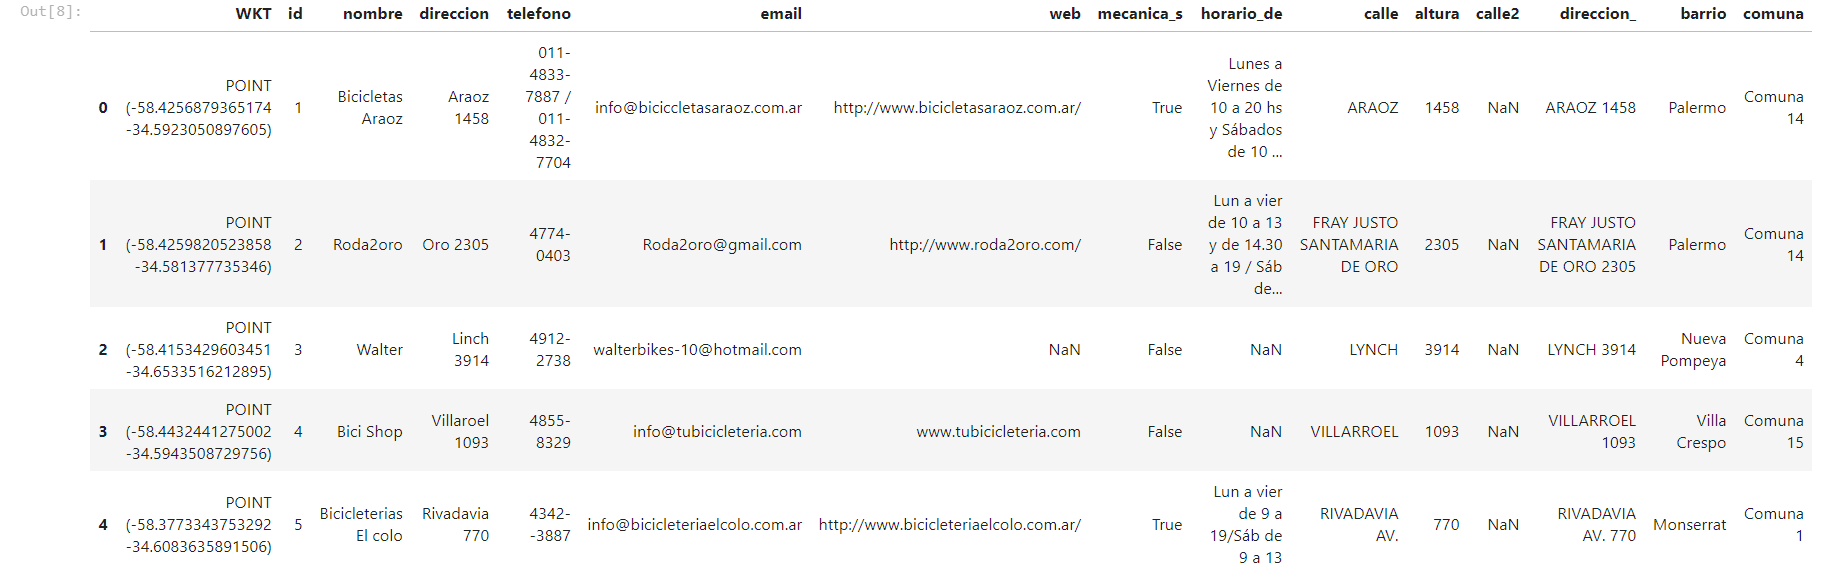 Out[8]:
WKT id nombre direccion telefono email web mecanica_s horario_de calle altura calle2 direccion_ barrio comuna
011-
4833-
Lunes a
POINT Viernes de
0 (-58.4256879365174 1 Bicicletas Araoz 7887 / info@biciccletasaraoz.com.ar http://www.bicicletasaraoz.com.ar/ True 10 a 20 hs ARAOZ 1458 NaN ARAOZ 1458 Palermo Comuna
-34.5923050897605) Araoz 1458 011- y Sábados 14
4832- de 10 ...
7704
Lun a vier
POINT de 10 a 13 FRAY JUSTO FRAY JUSTO
1 (-58.4259820523858 2 Roda2oro Oro 2305 4774- Roda2oro@gmail.com http://www.roda2oro.com/ False y de 14.30 SANTAMARIA 2305 NaN SANTAMARIA Palermo Comuna
-34.581377735346) 0403 a 19 / Sáb DE ORO DE ORO 2305 14
de...
POINT
2 (-58.4153429603451 3 Walter Linch 4912- walterbikes-10@hotmail.com NaN False NaN LYNCH 3914 NaN LYNCH 3914 Nueva Comuna
-34.6533516212895) 3914 2738 Pompeya 4
POINT
3 (-58.4432441275002 4 Bici Shop Villaroel 4855- info@tubicicleteria.com www.tubicicleteria.com False NaN VILLARROEL 1093 NaN VILLARROEL Villa Comuna
-34.5943508729756) 1093 8329 1093 Crespo 15
POINT Lun a vier
4 (-58.3773343753292 5 Bicicleterias Rivadavia 4342- info@bicicleteriaelcolo.com.ar http://www.bicicleteriaelcolo.com.ar/ True de 9 a RIVADAVIA 770 NaN RIVADAVIA Monserrat Comuna
-34.6083635891506) El colo 770 -3887 19/Sáb de AV. AV. 770 1
9 a 13